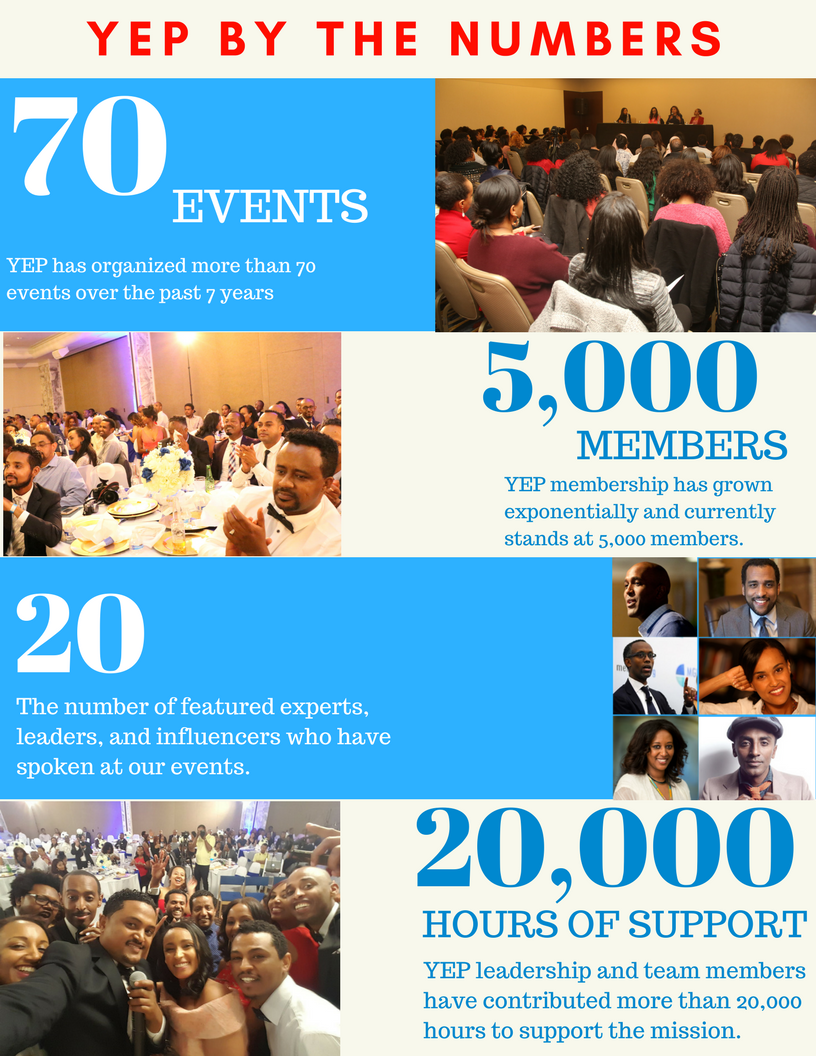 YEP BY THE NUMBERS
70
EVENTS
YEP has organized more than 70
events over the past 7 years
5,000
MEMBERS
YEP membership has grown
exponentially and currently
stands at 5,000 members.
20
The number of featured experts,
leaders, and influencers who have
spoken at our events.
20,000
HOURS OF SUPPORT
YEP leadership and team members
have contributed more than 20,000
hours to support the mission.